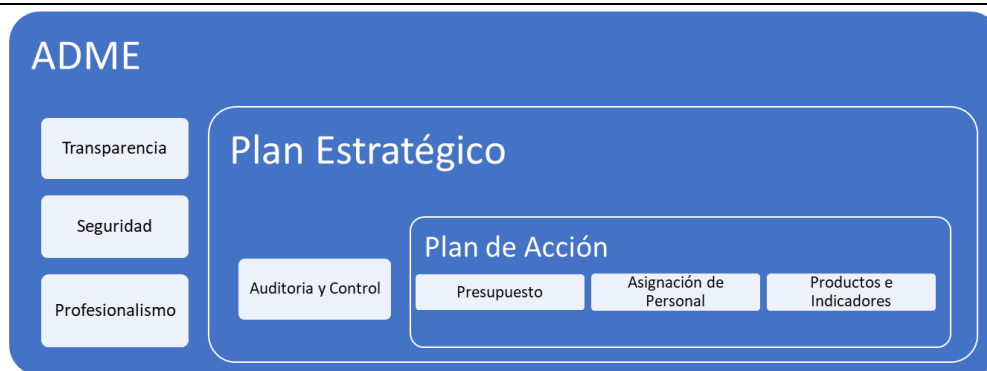 ADME
Transparencia
Seguridad
Profesionalismo
Plan Estratégico
Auditoria y Control
Plan de Acción
Presupuesto
Asignación de
Personal
Productos e
Indicadores